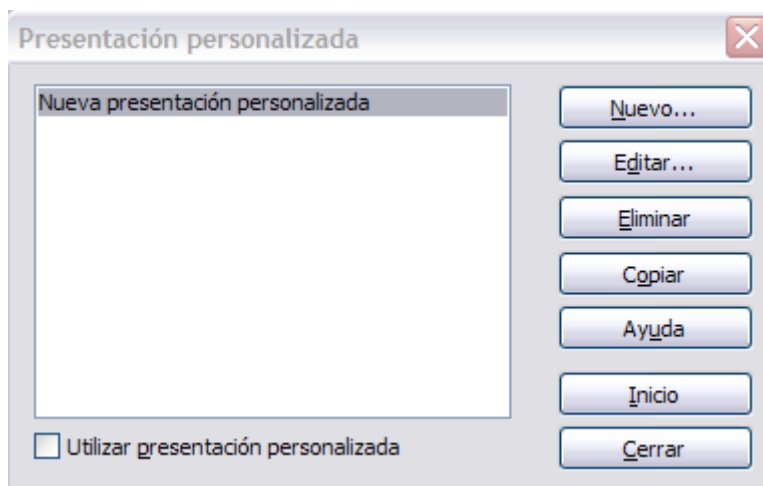 Presentación personalizada
Nueva presentación personalizada
Nuevo...
Editar...
Eliminar
Copiar
Ayuda
Inicio
Utilizar presentación personalizada
Cerrar